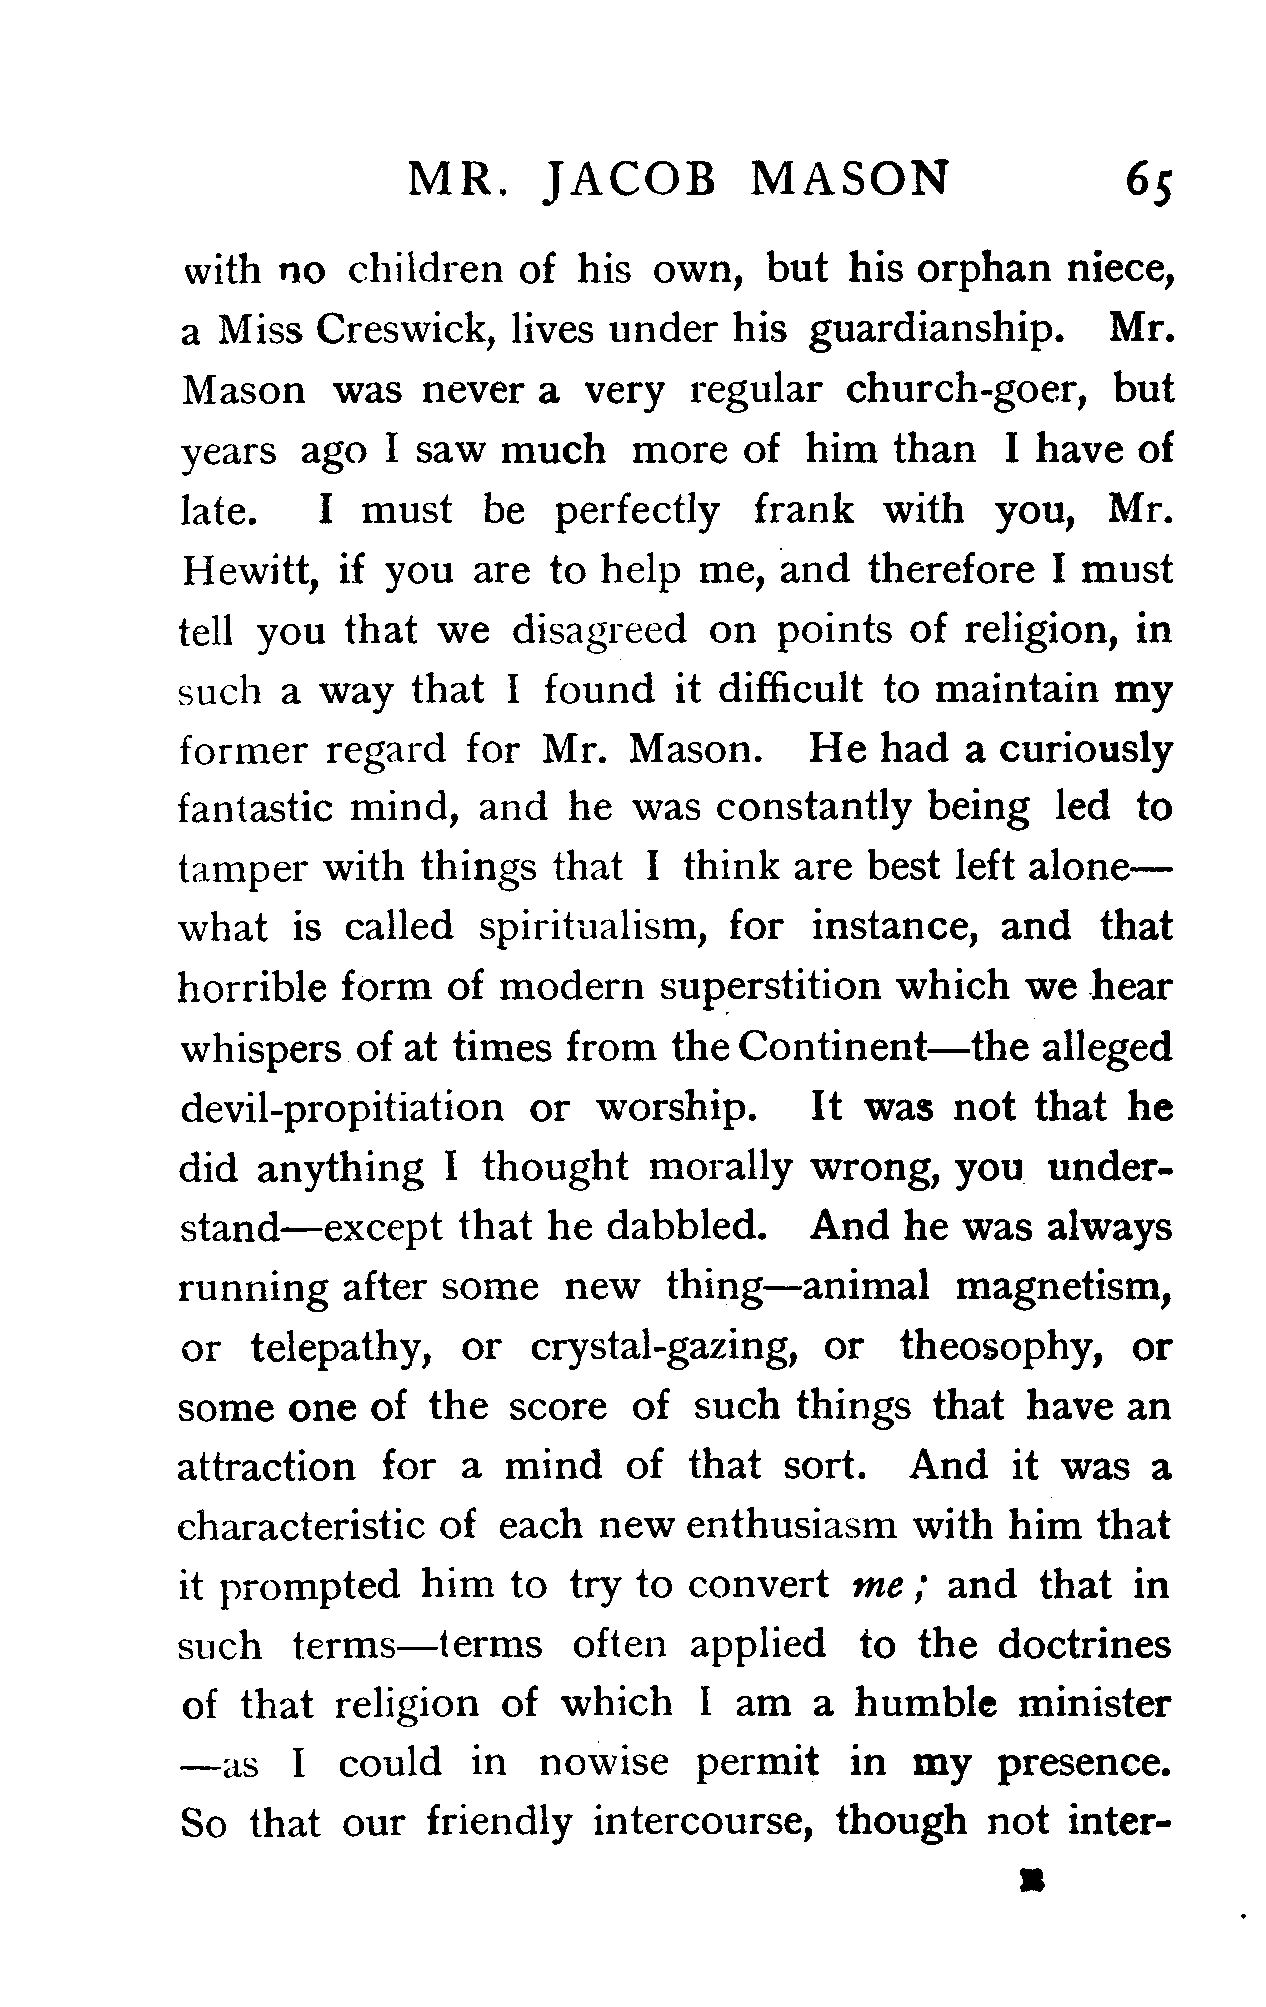 MR. JACOB MASON 65
with no children of his own, but his orphan niece,
a Miss Creswick, lives under his guardianship. Mr.
Mason was never a very regular church-goer, but
years ago I saw much more of him than I have of
late. I must be perfectly frank with you, Mr.
Hewitt, if you are to help me, and therefore I must
tell you that we disagreed on points of religion, in
such a way that I found it difficult to maintain my
former regard for Mr. Mason. He had a curiously
fantastic mind, and he was constantly being led to
tamper with things that I think are best left alone—
what is called spiritualism, for instance, and that
horrible form of modern superstition which we hear
whispers of at times from the Continent—the alleged
devil-propitiation or worship. It was not that he
did anything I thought morally wrong, you under-
stand—except that he dabbled. And he was always
running after some new thing—animal magnetism,
or telepathy, or crystal-gazing, or theosophy, or
some one of the score of such things that have an
attraction for a mind of that sort. And it was a
characteristic of each new enthusiasm with him that
it prompted him to try to convert me; and that in
such terms—terms often applied to the doctrines
of that religion of which I am a humble minister
—as I could in nowise permit in my presence.
So that our friendly intercourse, though not inter-